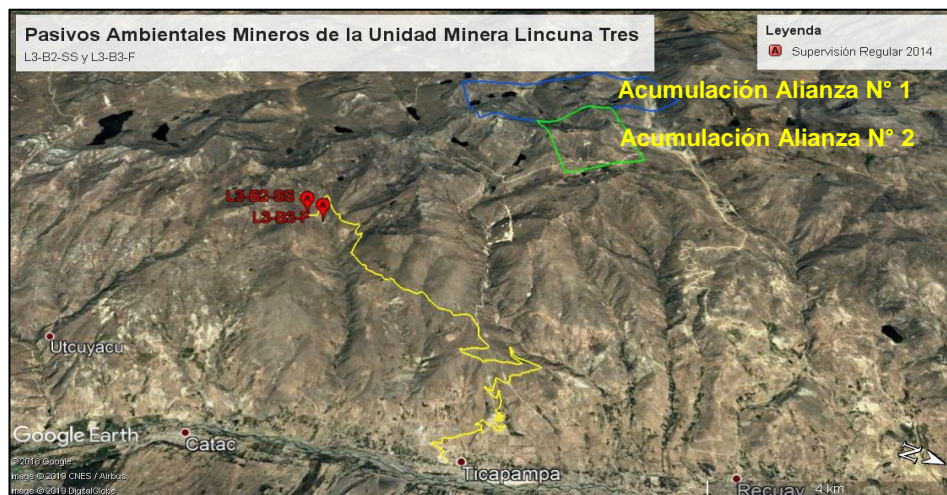 Pasivos Ambientales Mineros de la Unidad Minera Lincuna Tres
L3-B2-SS y L3-B3-F
Leyenda
A Supervisión Regular 2014
Acumulación Alianza N° 1
Acumulación Alianza N° 2
L3-B2-SS
L3-B3-F
Utcuyacu
Catac
Ticapampa
Recuay
4 km
N
Google Earth
© 2018 Google
Image © 2019 CNES / Airbus
Image © 2019 DigitalGlobe